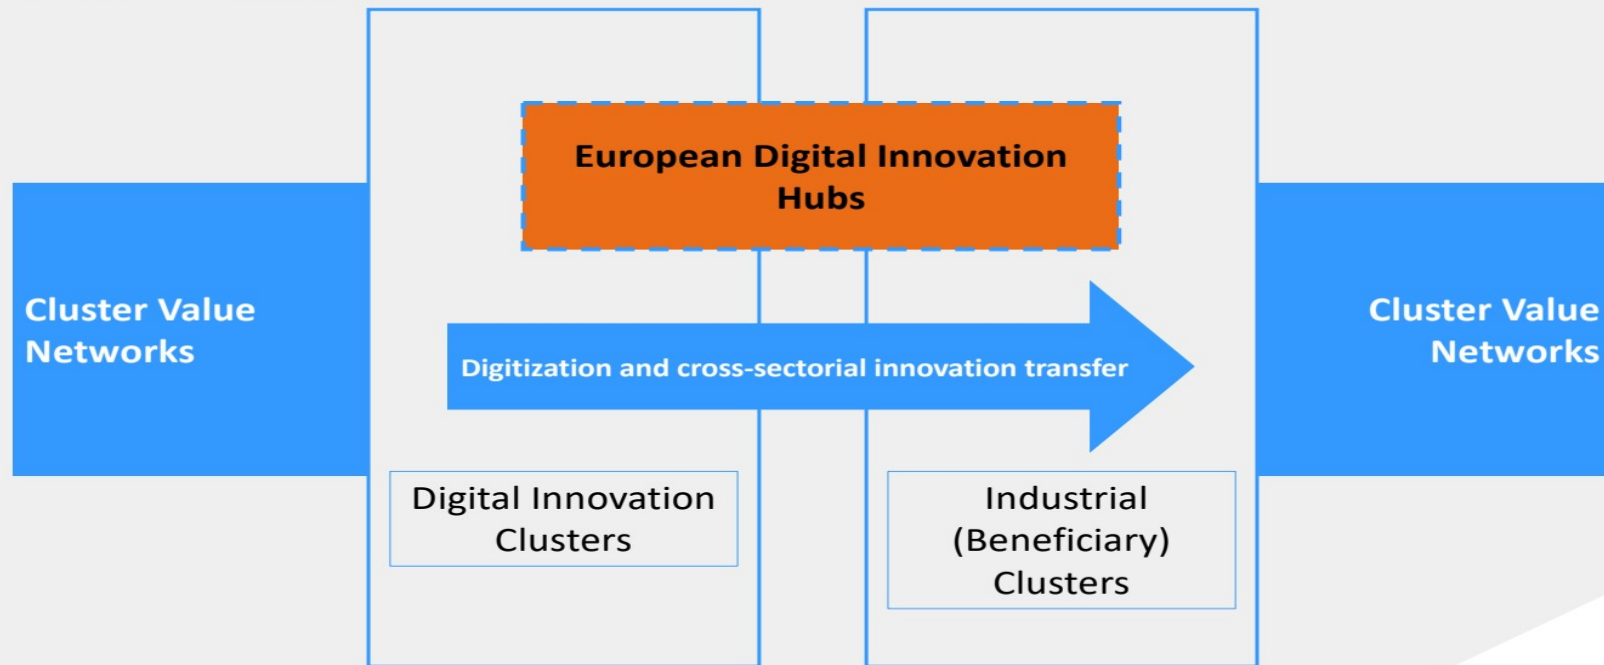 European Digital Innovation
Hubs
Cluster Value
Networks
Digitization and cross-sectorial innovation transfer
Cluster Value
Networks
Digital Innovation
Clusters
Industrial
(Beneficiary)
Clusters